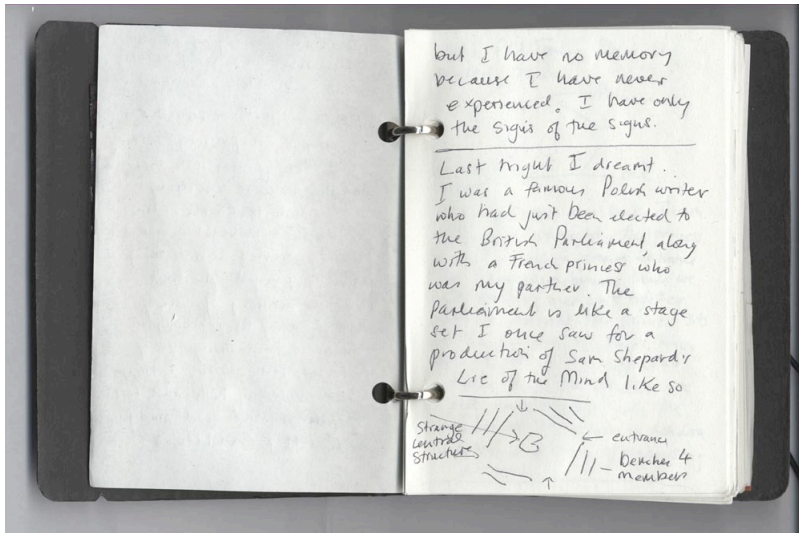 but I have no memory
because I have never
experienced. I have only
the signs of the signs.
Last night I dreamt.
I was a famous Polish writer
who had just been elected to
the British Parliament, along
with a French princess who
was my partner. The
Parliament is like a stage
set I once saw for a
production of Sam Shepard's
Lie of the Mind like so
Strange
central
structure
entrance
benches 4
members